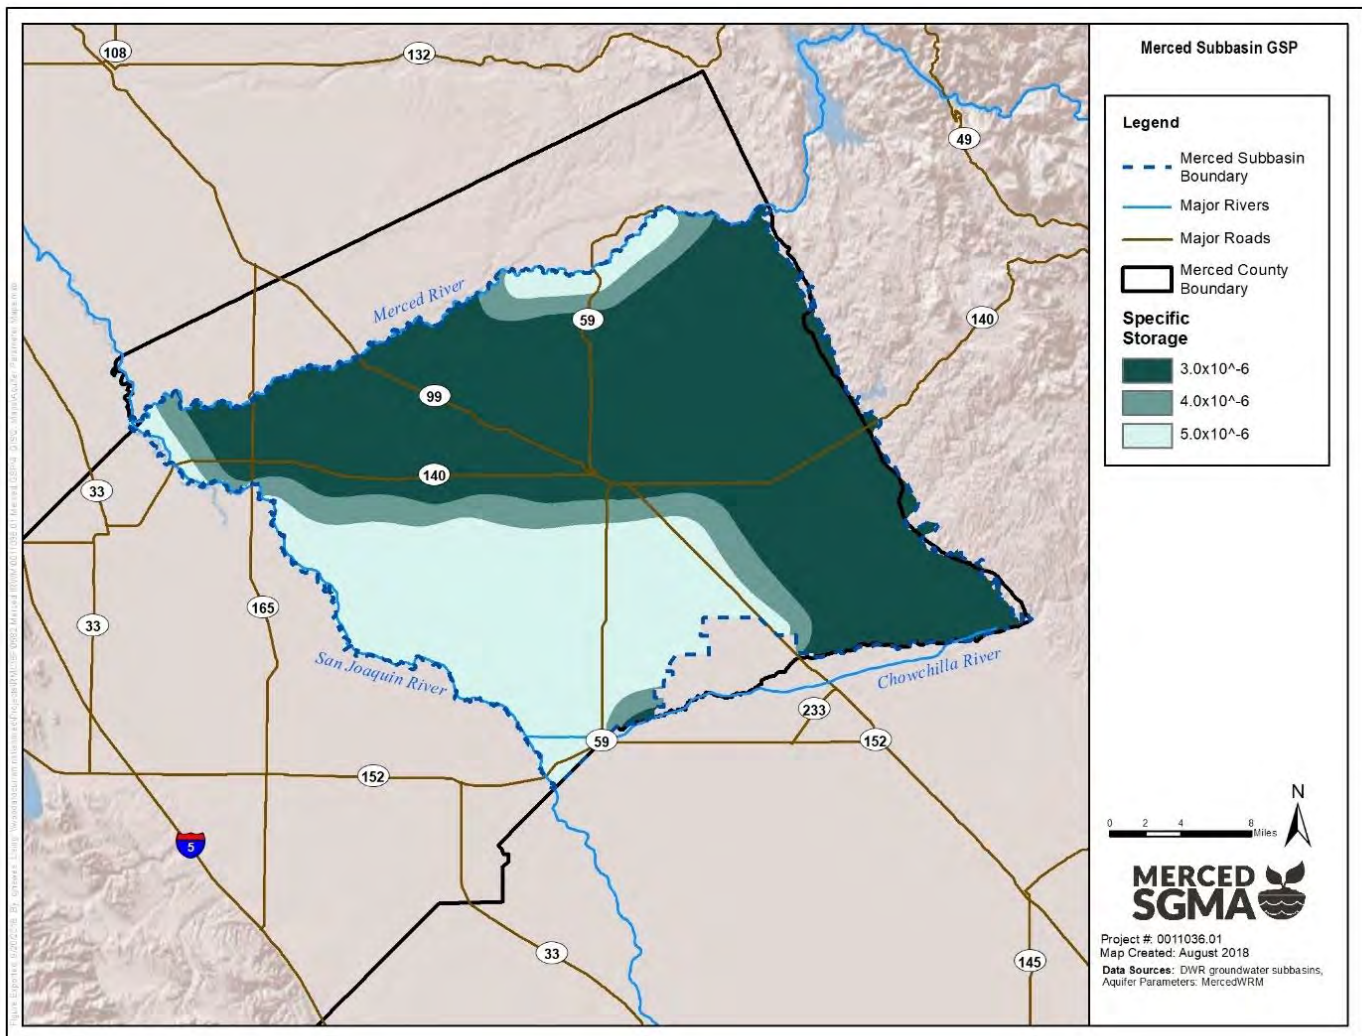 Merced Subbasin GSP
Legend
Merced Subbasin
Boundary
Major Rivers
Major Roads
Merced County
Boundary
Specific
Storage
3.0x10^-6
4.0x10^-6
5.0x10^-6
108
132
49
Merced River
59
140
99
140
33
165
33
San Joaquin River
Chowchilla River
233
59
152
152
5
33
145
N
0 2 4 8
Miles
MERCED
SGMA
Project #: 0011036.01
Map Created: August 2018
Data Sources: DWR groundwater subbasins,
Aquifer Parameters: MercedWRM